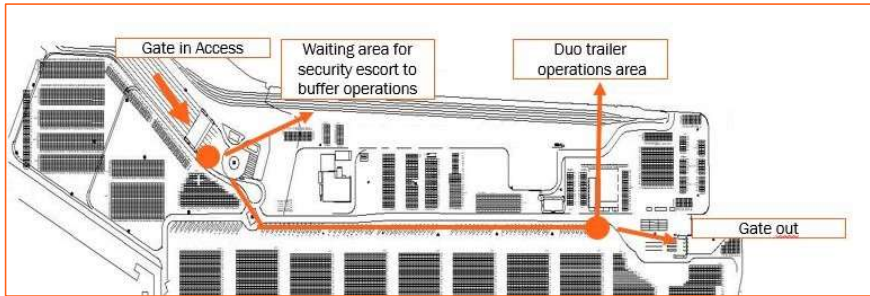 Gate in Access
Waiting area for
security escort to
buffer operations
Duo trailer
operations area
Gate out